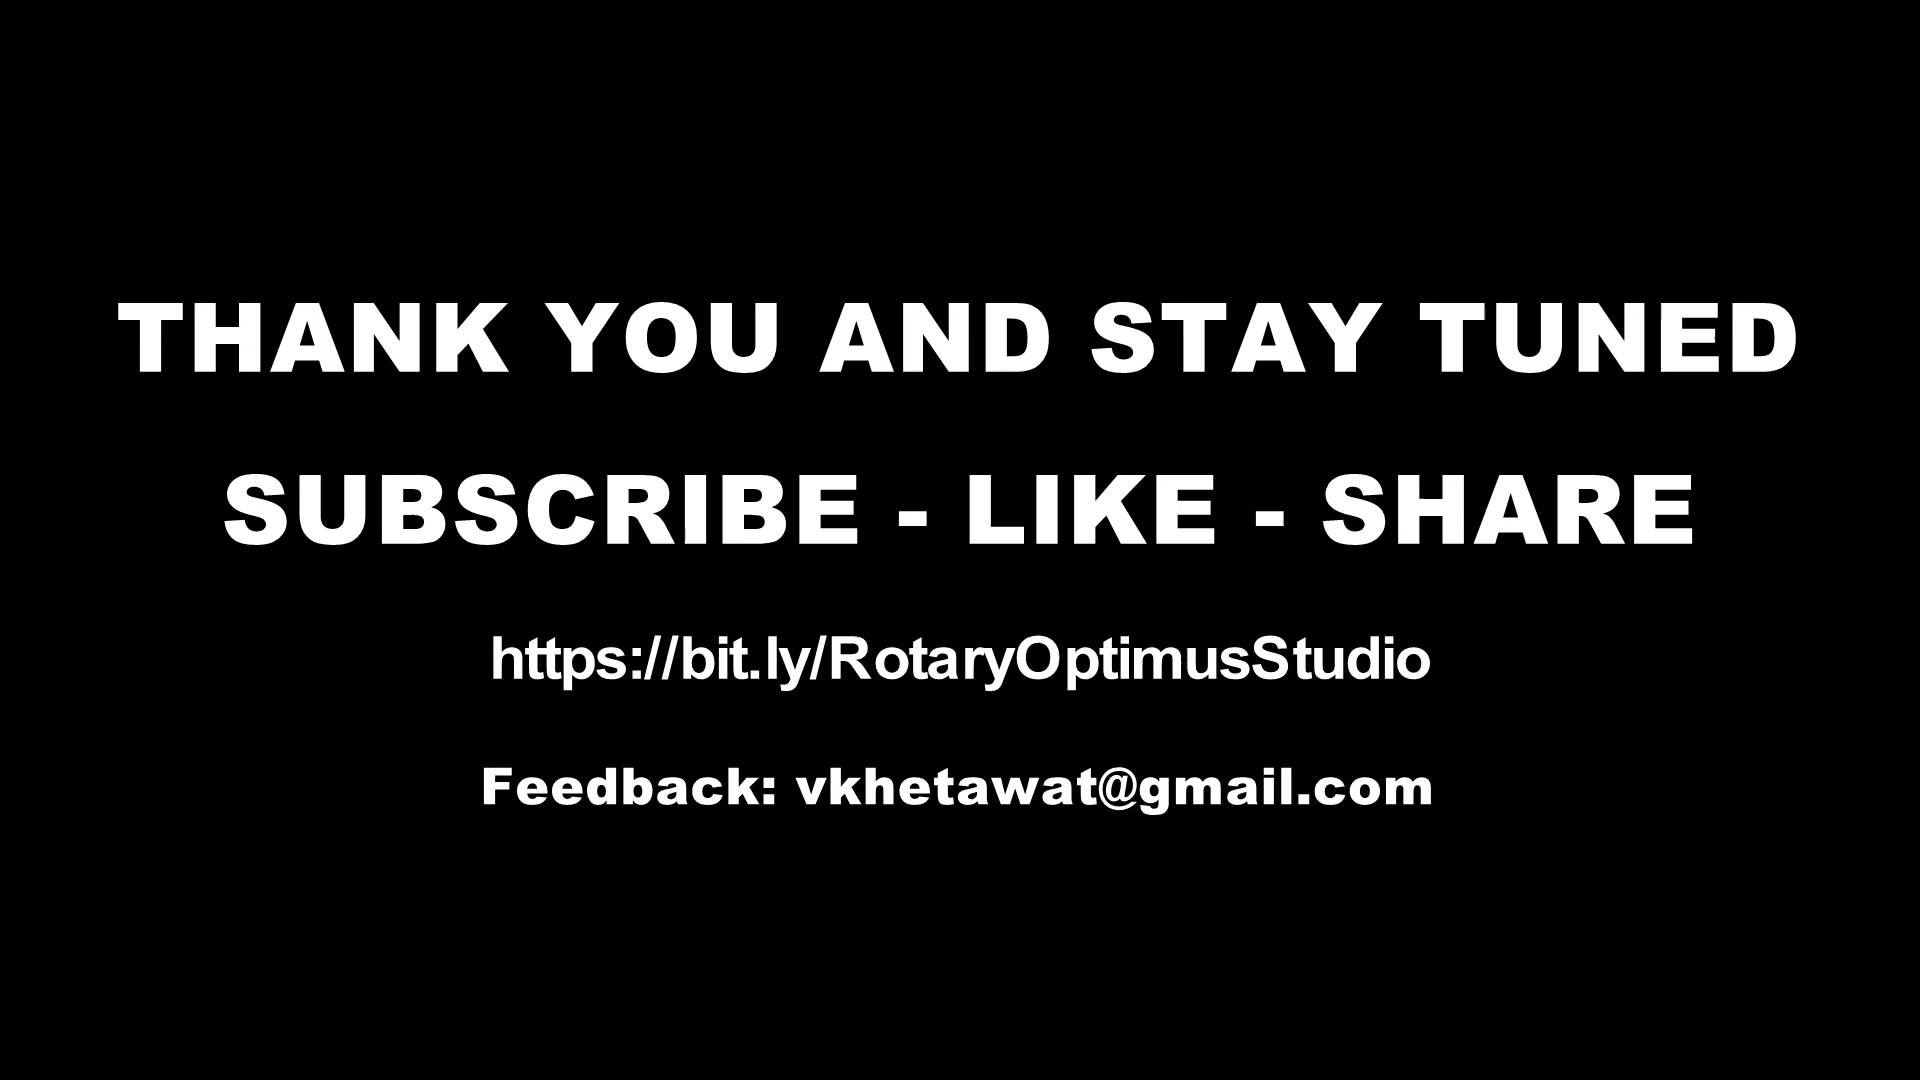 THANK YOU AND STAY TUNED
SUBSCRIBE - LIKE - SHARE
https://bit.ly/RotaryOptimusStudio
Feedback: vkhetawat@gmail.com